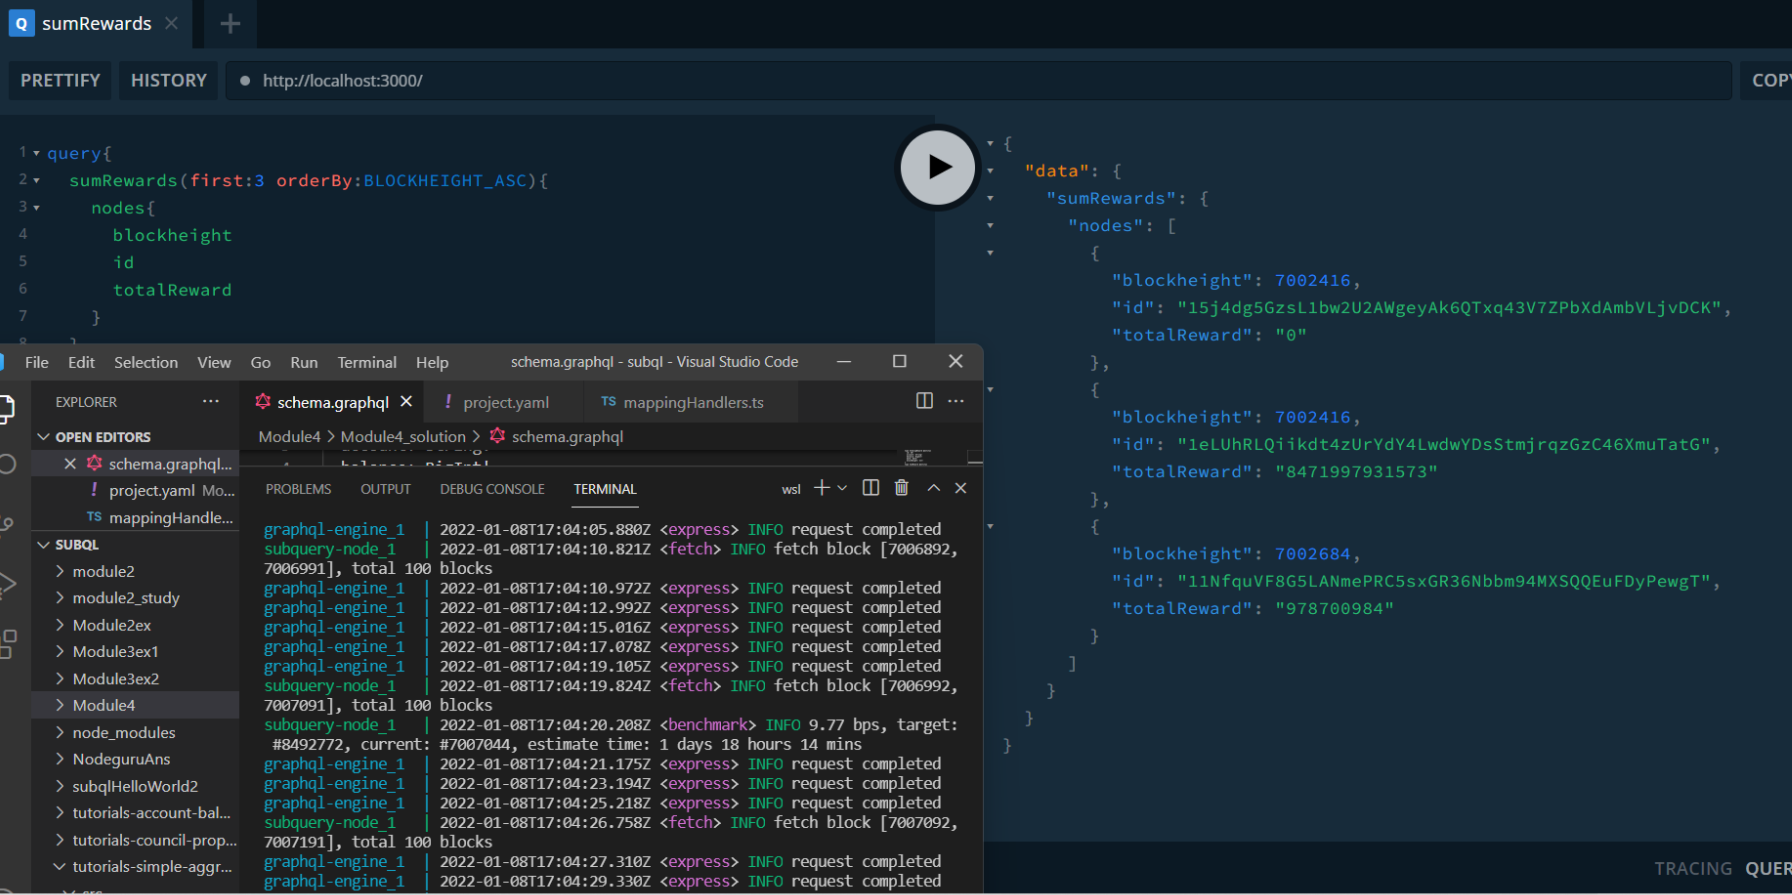 Q sumRewards
PRETTIFY HISTORY http://localhost:3000/
1 query{
2 sumRewards(first:3 orderBy:BLOCKHEIGHT_ASC){
3 nodes{
4 blockheight
5 id
6 totalReward
7 }
8 }
{
"data": {
"sumRewards": {
"nodes": [
{
"blockheight": 7002416,
"id": "15j4dg5GzsL1bw2U2AWgeyAk6QTxq43V7ZPbXdAmbVLjvDCK",
"totalReward": "0"
},
{
"blockheight": 7002416,
"id": "1eLUhRLQiikdt4zUrYdY4LwdwYDsStmjrqzGzC46XmuTatG",
"totalReward": "8471997931573"
},
{
"blockheight": 7002684,
"id": "11NfquVF8G5LANmePRC5sxGR36Nbbm94MXSQQEuFDyPewgT",
"totalReward": "978700984"
}
]
}
}
}
File Edit Selection View Go Run Terminal Help schema.graphql - subql - Visual Studio Code
EXPLORER ...
OPEN EDITORS
schema.graphql...
! project.yaml Mo...
TS mappingHandle...
SUBQL
module2
module2_study
Module2ex
Module3ex1
Module3ex2
Module4
node_modules
NodeguruAns
subqlHelloWorld2
tutorials-account-bal...
tutorials-council-prop...
tutorials-simple-aggr...
schema.graphql ! project.yaml TS mappingHandlers.ts
Module4 > Module4_solution > schema.graphql
PROBLEMS OUTPUT DEBUG CONSOLE TERMINAL wsl
graphql-engine_1 | 2022-01-08T17:04:05.880Z <express> INFO request completed
subquery-node_1 | 2022-01-08T17:04:10.821Z <fetch> INFO fetch block [7006892,
7006991], total 100 blocks
graphql-engine_1 | 2022-01-08T17:04:10.972Z <express> INFO request completed
graphql-engine_1 | 2022-01-08T17:04:12.992Z <express> INFO request completed
graphql-engine_1 | 2022-01-08T17:04:15.016Z <express> INFO request completed
graphql-engine_1 | 2022-01-08T17:04:17.078Z <express> INFO request completed
graphql-engine_1 | 2022-01-08T17:04:19.105Z <express> INFO request completed
subquery-node_1 | 2022-01-08T17:04:19.824Z <fetch> INFO fetch block [7006992,
7007091], total 100 blocks
subquery-node_1 | 2022-01-08T17:04:20.208Z <benchmark> INFO 9.77 bps, target:
#8492772, current: #7007044, estimate time: 1 days 18 hours 14 mins
graphql-engine_1 | 2022-01-08T17:04:21.175Z <express> INFO request completed
graphql-engine_1 | 2022-01-08T17:04:23.194Z <express> INFO request completed
graphql-engine_1 | 2022-01-08T17:04:25.218Z <express> INFO request completed
subquery-node_1 | 2022-01-08T17:04:26.758Z <fetch> INFO fetch block [7007092,
7007191], total 100 blocks
graphql-engine_1 | 2022-01-08T17:04:27.310Z <express> INFO request completed
graphql-engine_1 | 2022-01-08T17:04:29.330Z <express> INFO request completed
TRACING